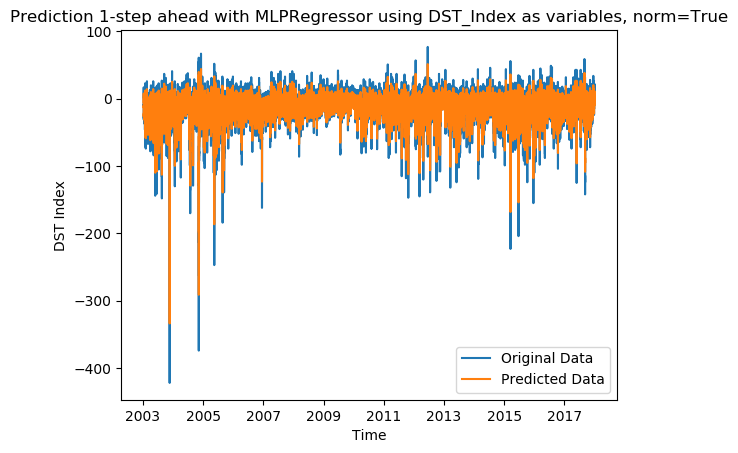 Prediction 1-step ahead with MLPRegressor using DST_Index as variables, norm=True
100
0
−100
−200
−300
−400
DST Index
2003 2005 2007 2009 2011 2013 2015 2017
Time
Original Data
Predicted Data